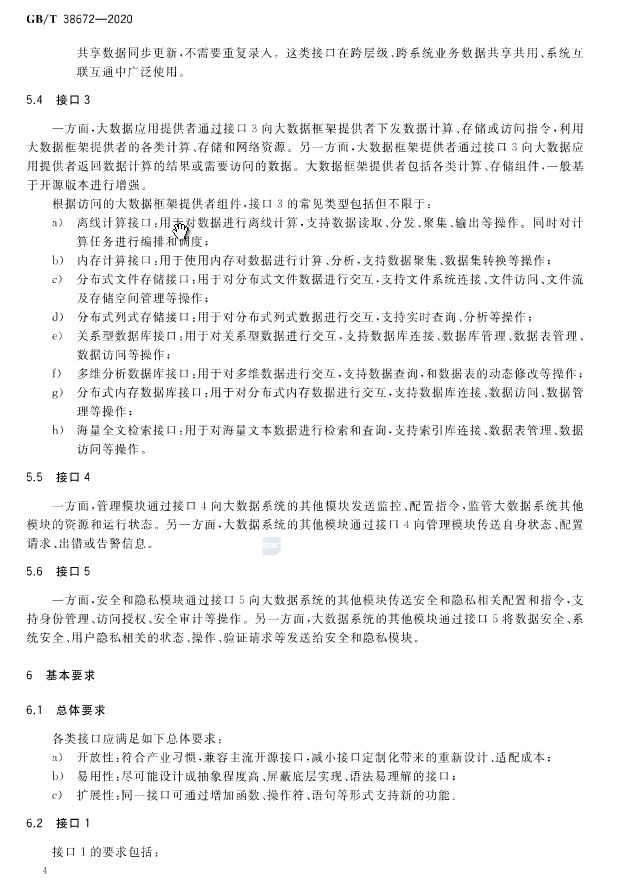 GB/T 38672—2020
共享数据同步更新,不需要重复录入。这类接口在跨层级、跨系统业务数据共享共用、系统互
联互通中广泛使用。
5.4 接口3
一方面,大数据应用提供者通过接口3向大数据框架提供者下发数据计算、存储或访问指令,利用
大数据框架提供者的各类计算、存储和网络资源。另一方面,大数据框架提供者通过接口3向大数据应
用提供者返回数据计算的结果或需要访问的数据。大数据框架提供者包括各类计算、存储组件,一般基
于开源版本进行增强。
根据访问的大数据框架提供者组件,接口3的常见类型包括但不限于:
a) 离线计算接口:用于对数据进行离线计算,支持数据读取、分发、聚集、输出等操作。同时对计
算任务进行编排和调度;
b) 内存计算接口:用于使用内存对数据进行计算、分析,支持数据聚集、数据集转换等操作;
c) 分布式文件存储接口:用于对分布式文件数据进行交互,支持文件系统连接、文件访问、文件流
及存储空间管理等操作;
d) 分布式列式存储接口:用于对分布式列式数据进行交互,支持实时查询、分析等操作;
e) 关系型数据库接口:用于对关系型数据进行交互,支持数据库连接、数据库管理、数据表管理、
数据访问等操作;
f) 多维分析数据库接口:用于对多维数据进行交互,支持数据查询,和数据表的动态修改等操作;
g) 分布式内存数据库接口:用于对分布式内存数据进行交互,支持数据库连接、数据访问、数据管
理等操作;
h) 海量全文检索接口:用于对海量文本数据进行检索和查询,支持索引库连接、数据表管理、数据
访问等操作。
5.5 接口4
一方面,管理模块通过接口4向大数据系统的其他模块发送监控、配置指令,监管大数据系统其他
模块的资源和运行状态。另一方面,大数据系统的其他模块通过接口4向管理模块传送自身状态、配置
请求、出错或告警信息。
5.6 接口5
一方面,安全和隐私模块通过接口5向大数据系统的其他模块传送安全和隐私相关配置和指令,支
持身份管理、访问授权、安全审计等操作。另一方面,大数据系统的其他模块通过接口5将数据安全、系
统安全、用户隐私相关的状态、操作、验证请求等发送给安全和隐私模块。
6 基本要求
6.1 总体要求
各类接口应满足如下总体要求:
a) 开放性:符合产业习惯,兼容主流开源接口,减小接口定制化带来的重新设计、适配成本;
b) 易用性:尽可能设计成抽象程度高、屏蔽底层实现、语法易理解的接口;
c) 扩展性:同一接口可通过增加函数、操作符、语句等形式支持新的功能。
6.2 接口1
接口1的要求包括:
4